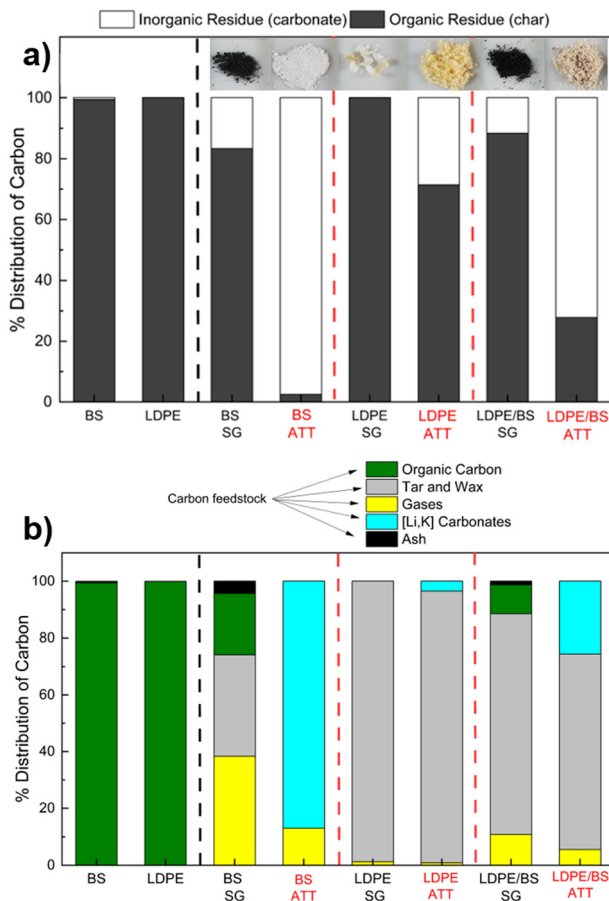 Inorganic Residue (carbonate) Organic Residue (char)
a)
% Distribution of Carbon
100
80
60
40
20
0
BS LDPE BS SG BS ATT LDPE SG LDPE ATT LDPE/BS SG LDPE/BS ATT
Carbon feedstock
Organic Carbon
Tar and Wax
Gases
[Li,K] Carbonates
Ash
b)
% Distribution of Carbon
100
80
60
40
20
0
BS LDPE BS SG BS ATT LDPE SG LDPE ATT LDPE/BS SG LDPE/BS ATT